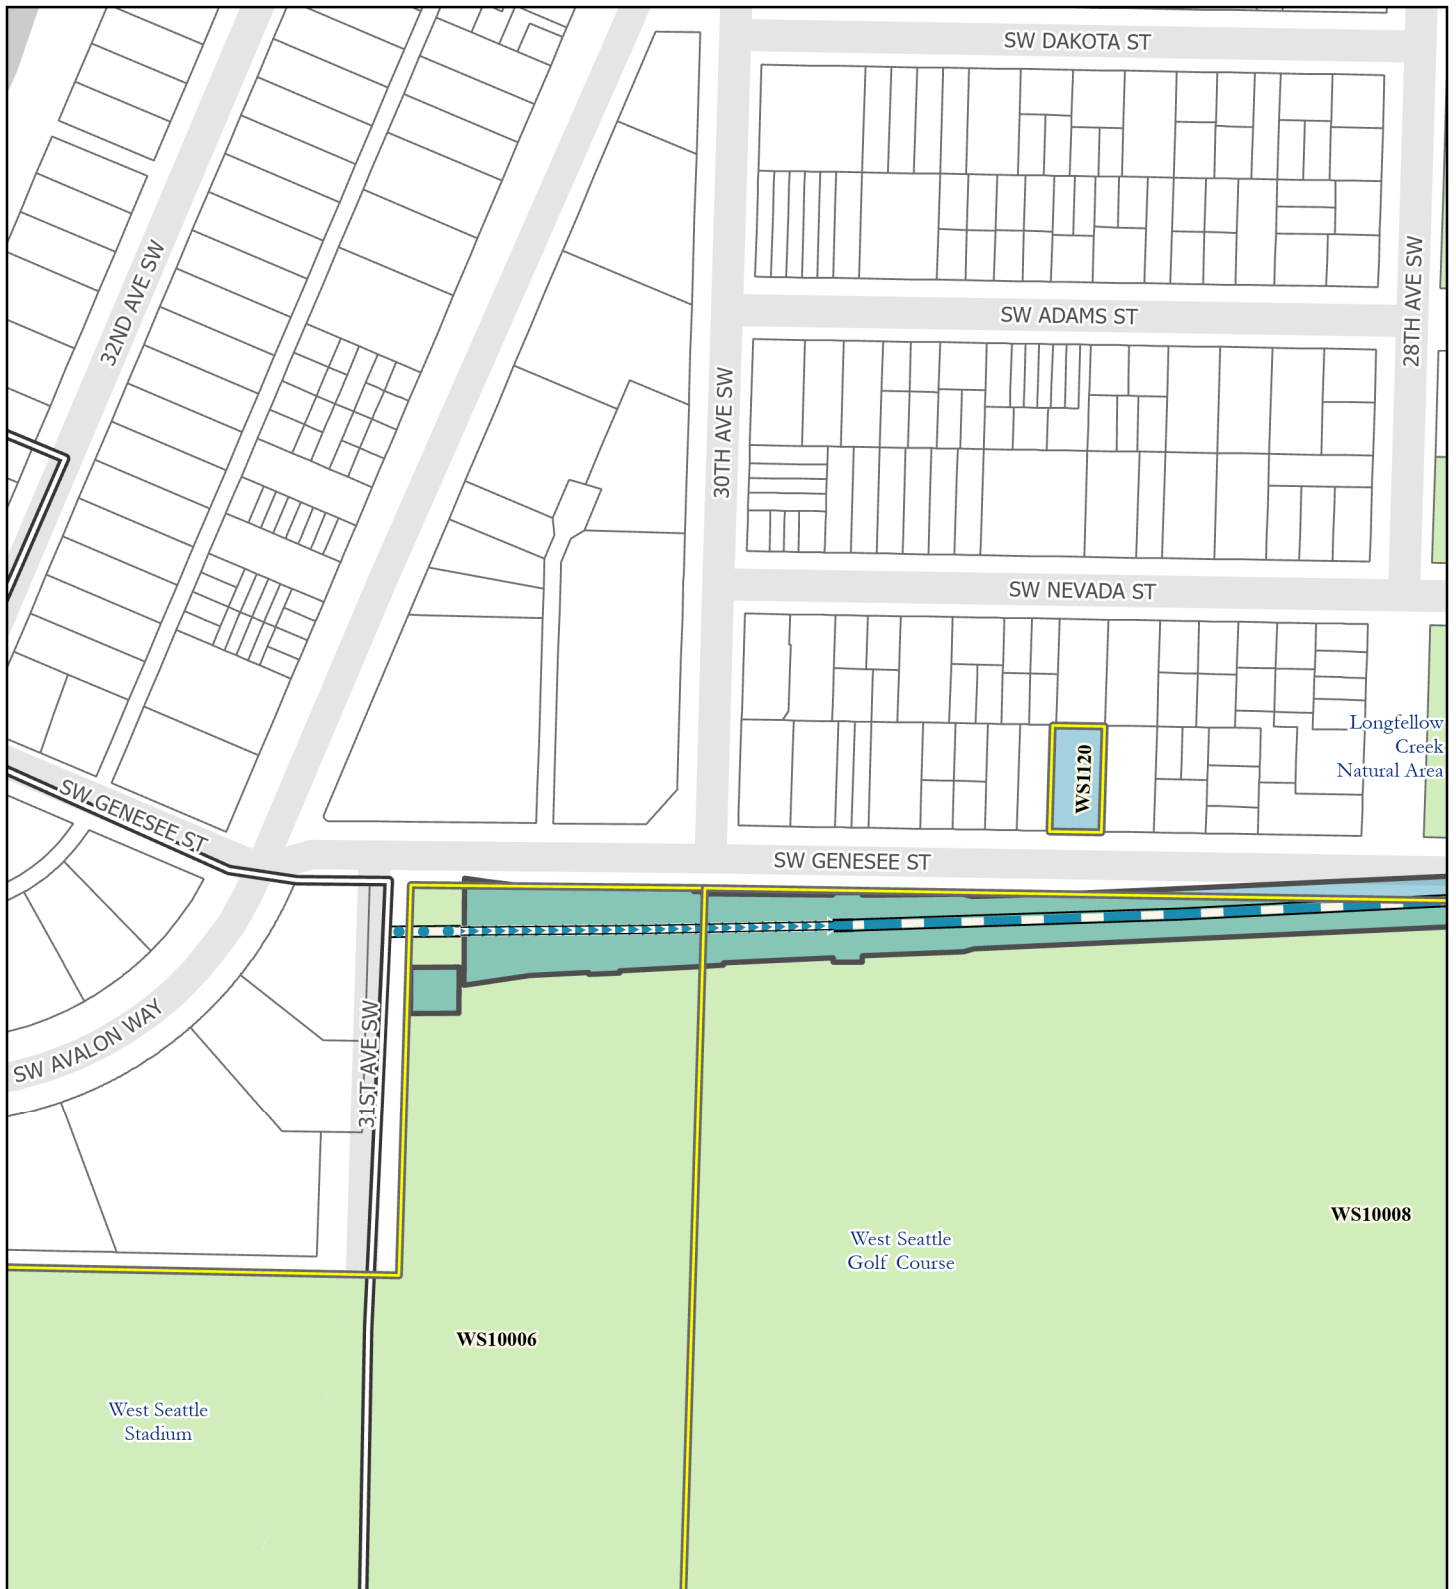 SW DAKOTA ST
32ND AVE SW
28TH AVE SW
SW ADAMS ST
30TH AVE SW
SW NEVADA ST
Longfellow
Creek
Natural Area
WS1120
SW GENESEE ST
SW GENESEE ST
SW AVALON WAY
31ST AVE SW
WS10008
West Seattle
Golf Course
WS10006
West Seattle
Stadium